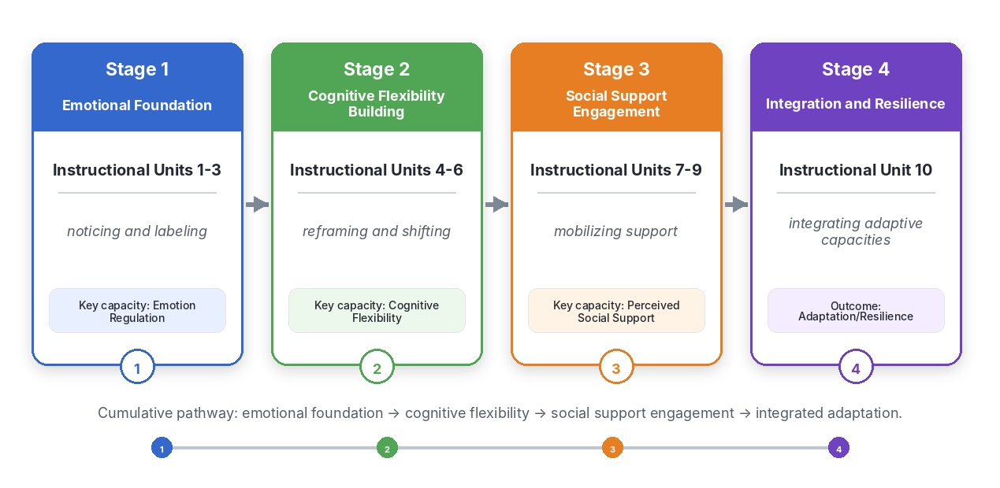 Stage 1
Emotional Foundation
Instructional Units 1-3
noticing and labeling
Key capacity: Emotion
Regulation
1
Stage 2
Cognitive Flexibility
Building
Instructional Units 4-6
reframing and shifting
Key capacity: Cognitive
Flexibility
2
Stage 3
Social Support
Engagement
Instructional Units 7-9
mobilizing support
Key capacity: Perceived
Social Support
3
Stage 4
Integration and Resilience
Instructional Unit 10
integrating adaptive
capacities
Outcome:
Adaptation/Resilience
4
Cumulative pathway: emotional foundation → cognitive flexibility → social support engagement → integrated adaptation.
1 2 3 4